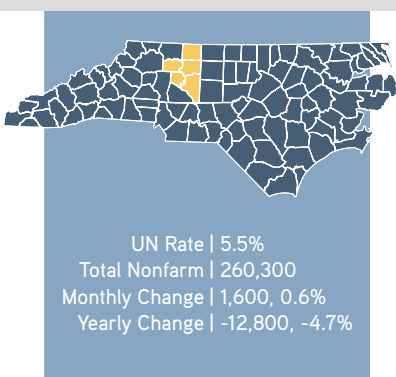 UN Rate | 5.5%
Total Nonfarm | 260,300
Monthly Change | 1,600, 0.6%
Yearly Change | -12,800, -4.7%